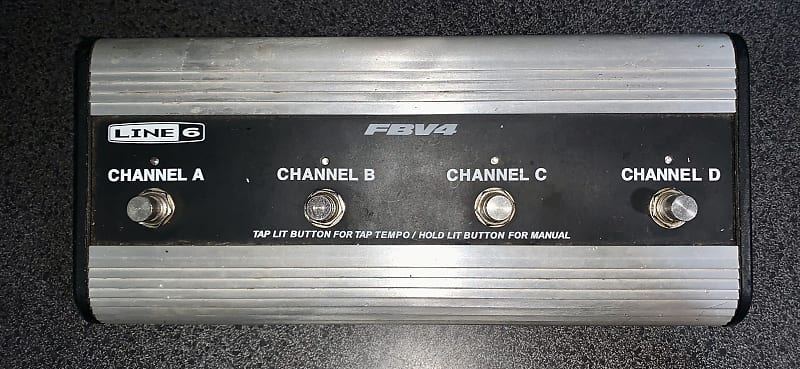 LINE 6
FBV4
CHANNEL A
CHANNEL B
CHANNEL C
CHANNEL D
TAP LIT BUTTON FOR TAP TEMPO / HOLD LIT BUTTON FOR MANUAL